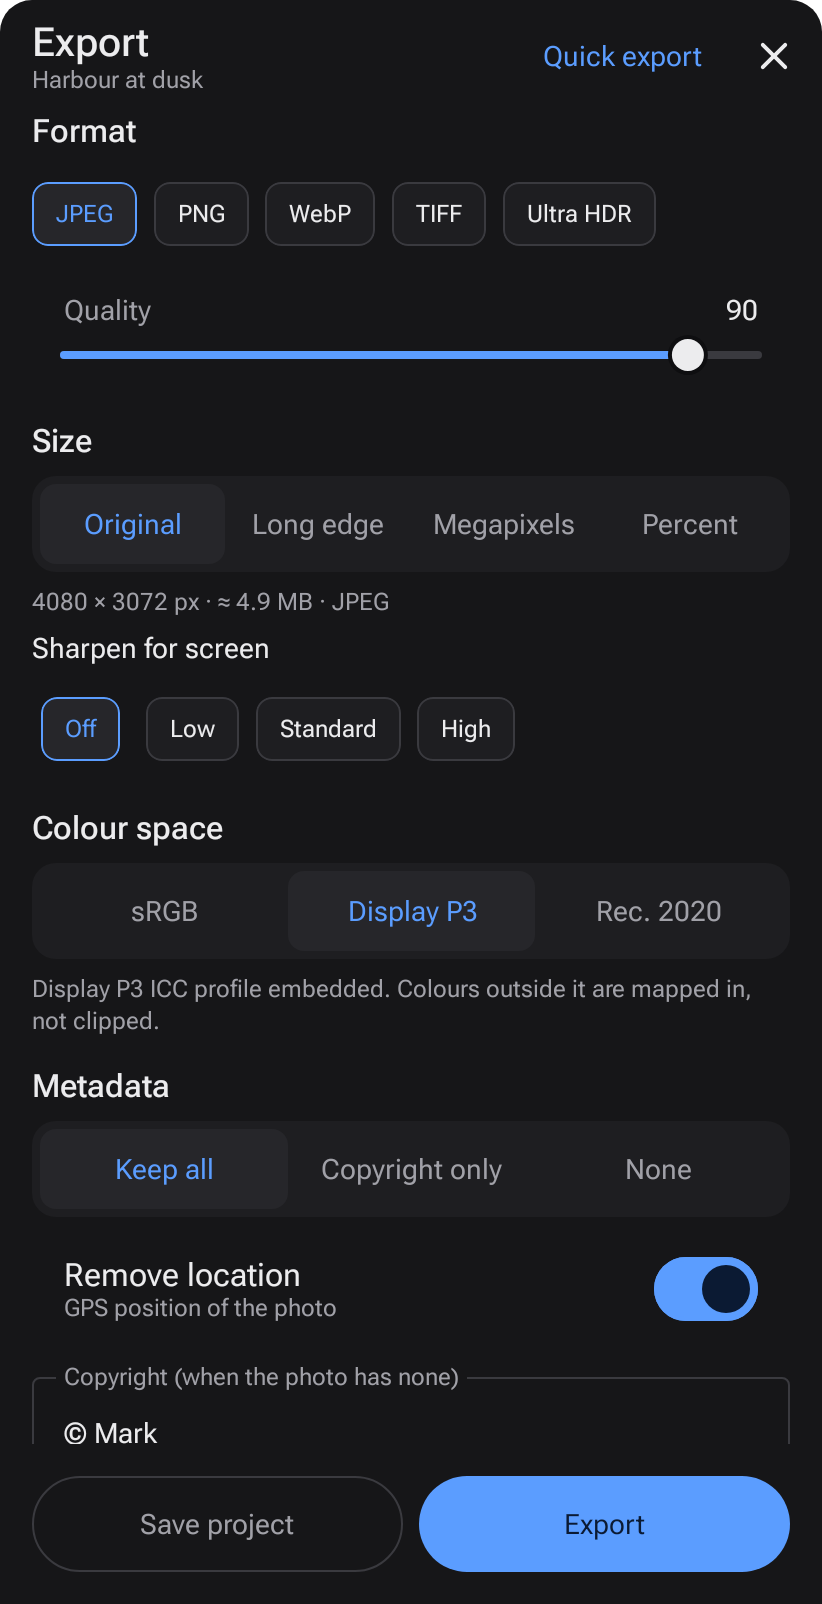 Export
Harbour at dusk
Quick export
Format
JPEG PNG WebP TIFF Ultra HDR
Quality 90
Size
Original Long edge Megapixels Percent
4080 × 3072 px · ≈ 4.9 MB · JPEG
Sharpen for screen
Off Low Standard High
Colour space
sRGB Display P3 Rec. 2020
Display P3 ICC profile embedded. Colours outside it are mapped in,
not clipped.
Metadata
Keep all Copyright only None
Remove location
GPS position of the photo
Copyright (when the photo has none)
© Mark
Save project Export